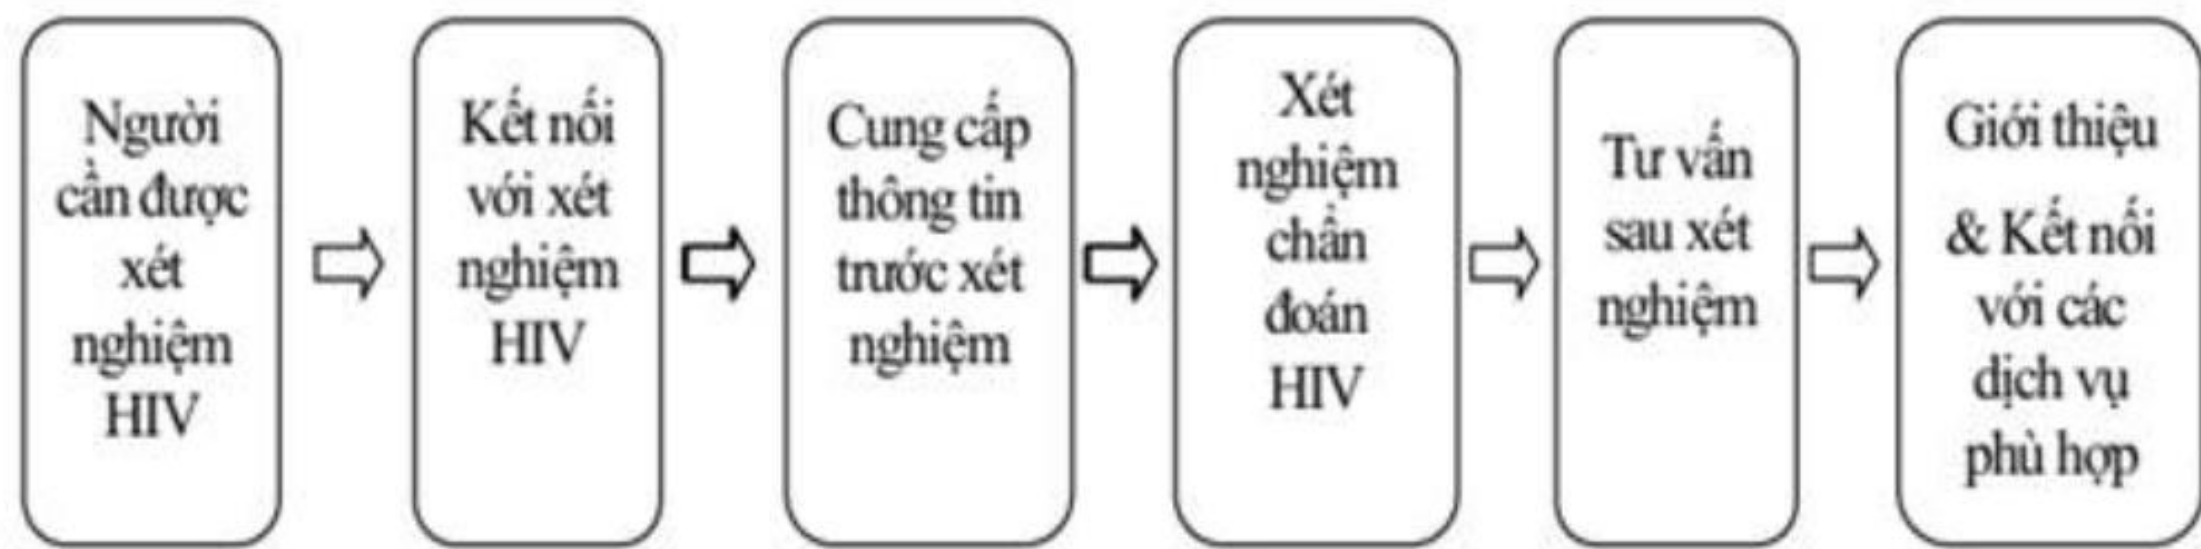 Người
cần được
xét
nghiệm
HIV
Kết nối
với xét
nghiệm
HIV
Cung cấp
thông tin
trước xét
nghiệm
Xét
nghiệm
chẩn
đoán
HIV
Tư vấn
sau xét
nghiệm
Giới thiệu
& Kết nối
với các
dịch vụ
phù hợp